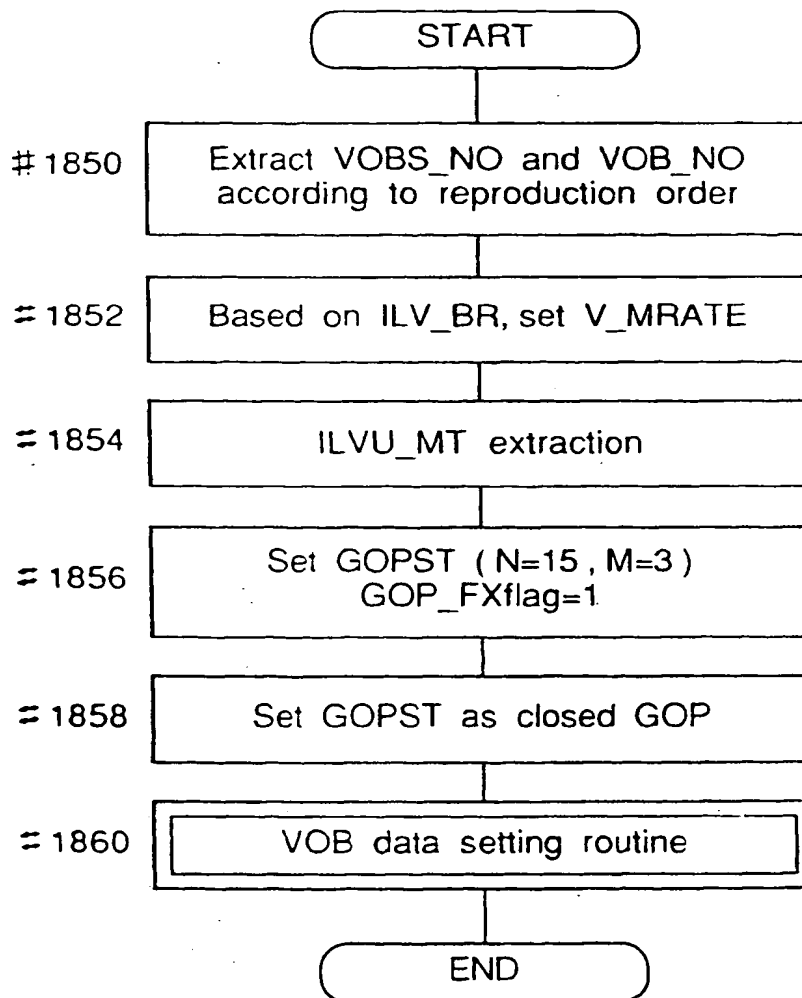 START
#1850
Extract VOBS_NO and VOB_NO
according to reproduction order
#1852
Based on ILV_BR, set V_MRATE
#1854
ILVU_MT extraction
#1856
Set GOPST (N=15, M=3)
GOP_FXflag=1
#1858
Set GOPST as closed GOP
#1860
VOB data setting routine
END